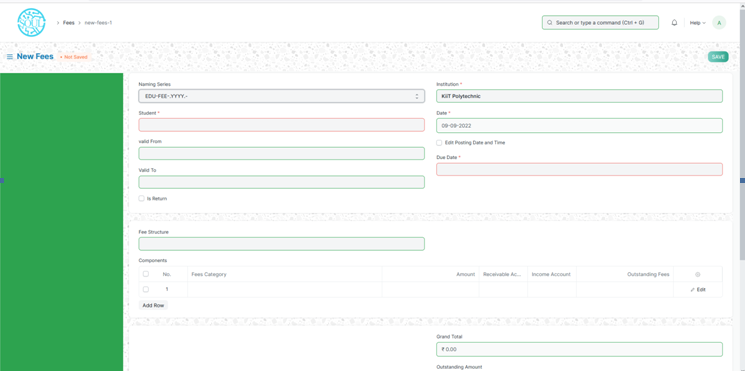 Fees
new-fees-1
Search or type a command (Ctrl + G)
Help
A
New Fees
Not Saved
SAVE
Naming Series
EDU-FEE-.YYYY.-
Institution *
KiiT Polytechnic
Student *
Date *
09-09-2022
valid From
Edit Posting Date and Time
Due Date *
Valid To
Is Return
Fee Structure
Components
No.
Fees Category
Amount
Receivable Ac...
Income Account
Outstanding Fees
1
Edit
Add Row
Grand Total
₹ 0.00
Outstanding Amount